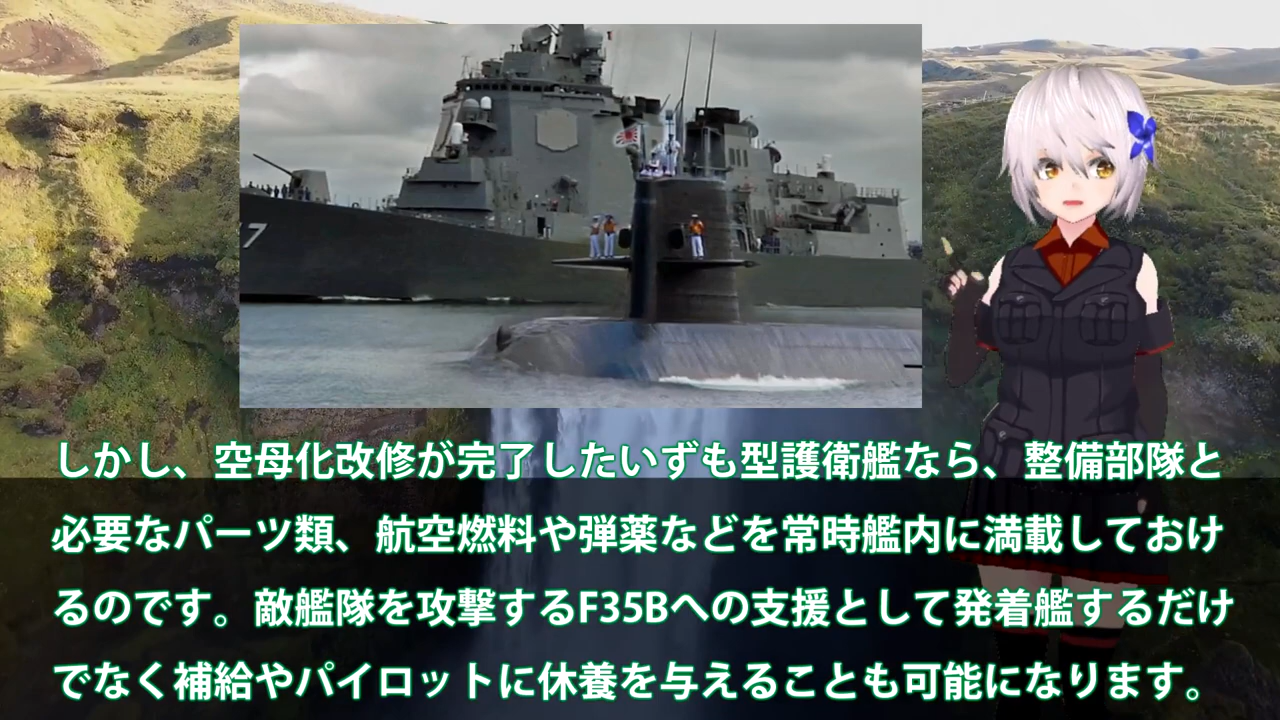 7
しかし、空母化改修が完了したいずも型護衛艦なら、整備部隊と
必要なパーツ類、航空燃料や弾薬などを常時艦内に満載しておけ
るのです。敵艦隊を攻撃するF35Bへの支援として発着艦するだけ
でなく補給やパイロットに休養を与えることも可能になります。